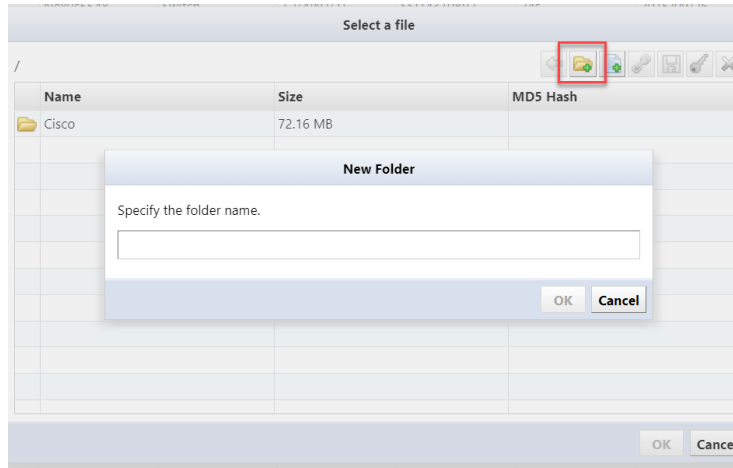 Select a file
/
Name Size MD5 Hash
Cisco 72.16 MB
New Folder
Specify the folder name.
OK Cancel
OK